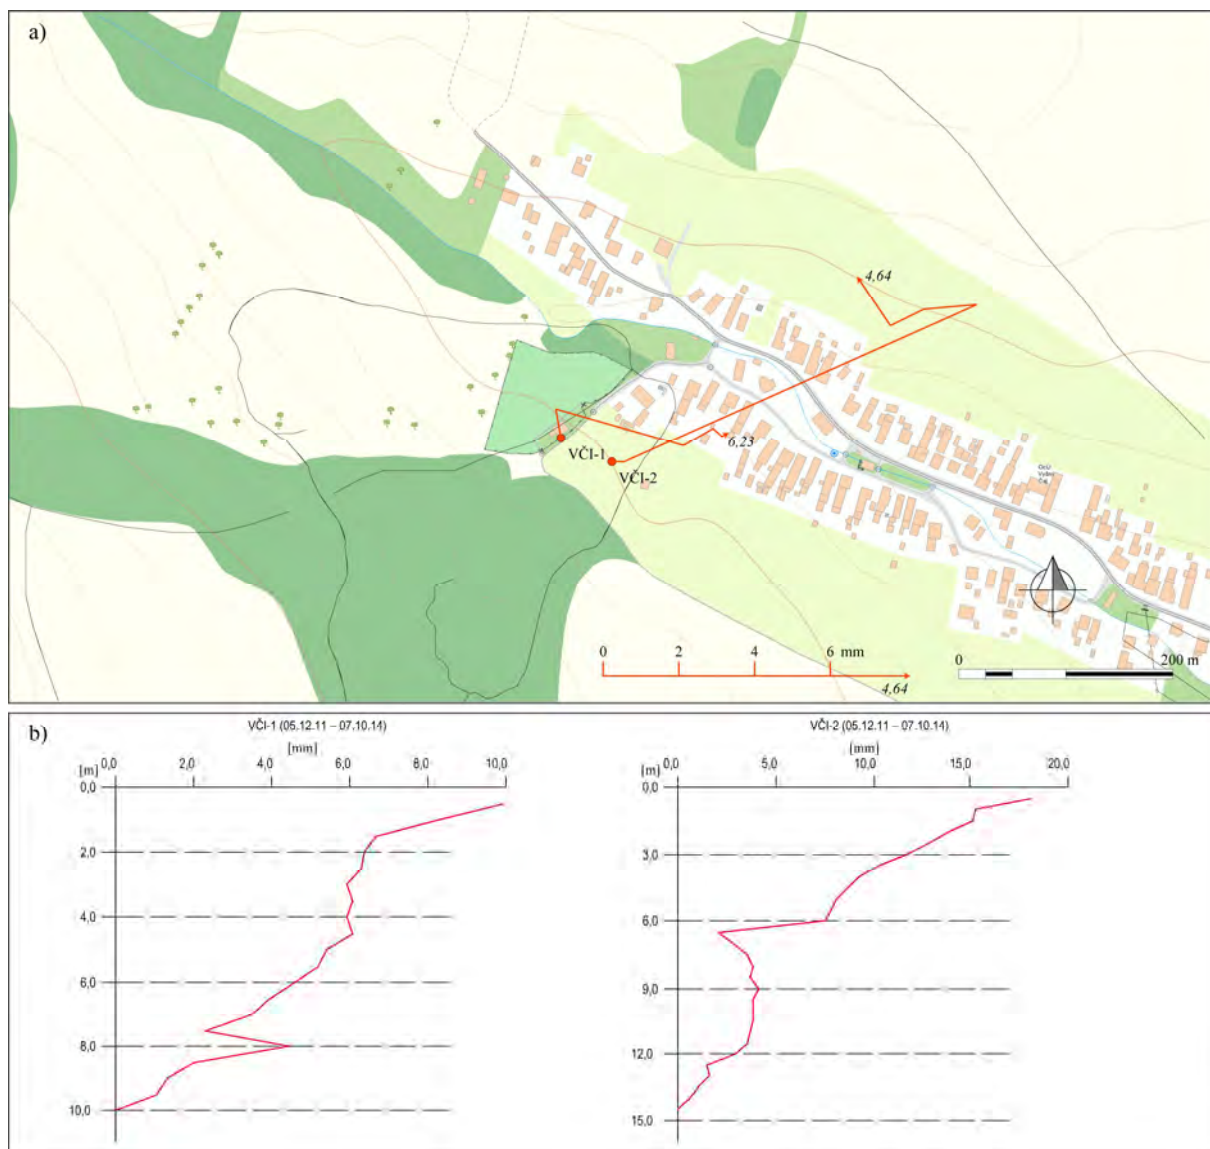 a)
4,64
VČI-1
6,23
VČI-2
0 2 4 6 mm
4,64
0 200 m
b)
VČI-1 (05.12.11 – 07.10.14)
[mm]
[m] 0,0 2,0 4,0 6,0 8,0 10,0
0,0
2,0
4,0
6,0
8,0
10,0
VČI-2 (05.12.11 – 07.10.14)
[mm]
[m] 0,0 5,0 10,0 15,0 20,0
0,0
3,0
6,0
9,0
12,0
15,0